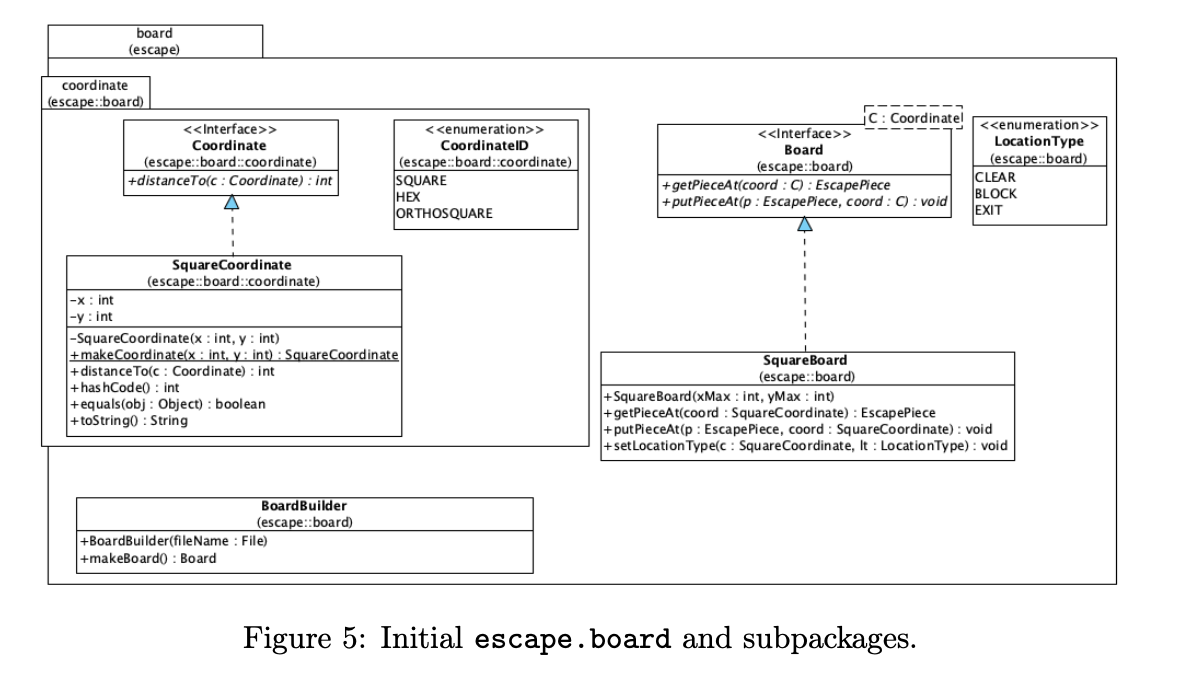 board
(escape)
coordinate
(escape::board)
<<Interface>>
Coordinate
(escape::board::coordinate)
+distanceTo(c : Coordinate) : int
<<enumeration>>
CoordinateID
(escape::board::coordinate)
SQUARE
HEX
ORTHOSQUARE
SquareCoordinate
(escape::board::coordinate)
-x : int
-y : int
-SquareCoordinate(x : int, y : int)
+makeCoordinate(x : int, y : int) : SquareCoordinate
+distanceTo(c : Coordinate) : int
+hashCode() : int
+equals(obj : Object) : boolean
+toString() : String
C : Coordinate
<<Interface>>
Board
(escape::board)
+getPieceAt(coord : C) : EscapePiece
+putPieceAt(p : EscapePiece, coord : C) : void
<<enumeration>>
LocationType
(escape::board)
CLEAR
BLOCK
EXIT
SquareBoard
(escape::board)
+SquareBoard(xMax : int, yMax : int)
+getPieceAt(coord : SquareCoordinate) : EscapePiece
+putPieceAt(p : EscapePiece, coord : SquareCoordinate) : void
+setLocationType(c : SquareCoordinate, lt : LocationType) : void
BoardBuilder
(escape::board)
+BoardBuilder(fileName : File)
+makeBoard() : Board
Figure 5: Initial escape.board and subpackages.